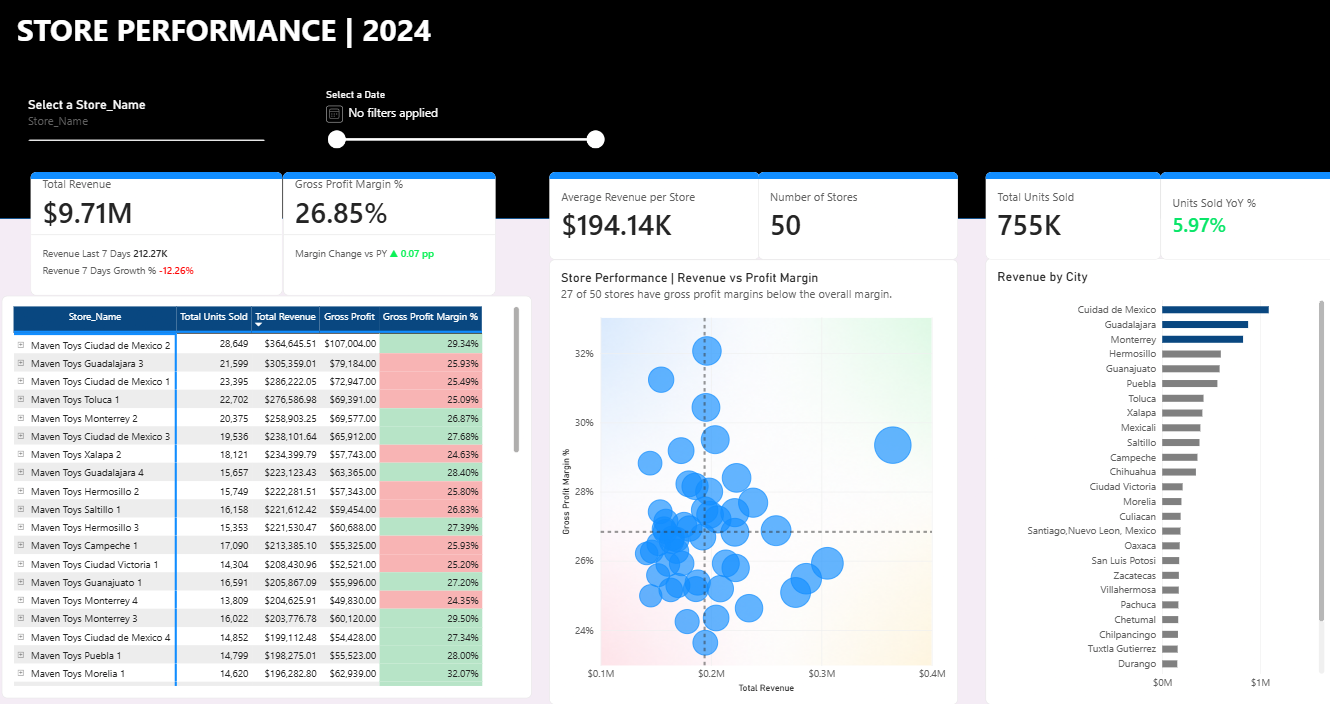 STORE PERFORMANCE | 2024
Select a Store_Name
Store_Name
Select a Date
No filters applied
Total Revenue
$9.71M
Revenue Last 7 Days 212.27K
Revenue 7 Days Growth % -12.26%
Gross Profit Margin %
26.85%
Margin Change vs PY ▲ 0.07 pp
Average Revenue per Store
$194.14K
Number of Stores
50
Total Units Sold
755K
Units Sold YoY %
5.97%
Store_Name Total Units Sold Total Revenue Gross Profit Gross Profit Margin %
Maven Toys Ciudad de Mexico 2 28,649 $364,645.51 $107,004.00 29.34%
Maven Toys Guadalajara 3 21,599 $305,359.01 $79,184.00 25.93%
Maven Toys Ciudad de Mexico 1 23,395 $286,222.05 $72,947.00 25.49%
Maven Toys Toluca 1 22,702 $276,586.98 $69,391.00 25.09%
Maven Toys Monterrey 2 20,375 $258,903.25 $69,577.00 26.87%
Maven Toys Ciudad de Mexico 3 19,536 $238,101.64 $65,912.00 27.68%
Maven Toys Xalapa 2 18,121 $234,399.79 $57,743.00 24.63%
Maven Toys Guadalajara 4 15,657 $223,123.43 $63,365.00 28.40%
Maven Toys Hermosillo 2 15,749 $222,281.51 $57,343.00 25.80%
Maven Toys Saltillo 1 16,158 $221,612.42 $59,454.00 26.83%
Maven Toys Hermosillo 3 15,353 $221,530.47 $60,688.00 27.39%
Maven Toys Campeche 1 17,090 $213,385.10 $55,325.00 25.93%
Maven Toys Ciudad Victoria 1 14,304 $208,430.96 $52,521.00 25.20%
Maven Toys Guanajuato 1 16,591 $205,867.09 $55,996.00 27.20%
Maven Toys Monterrey 4 13,809 $204,625.91 $49,830.00 24.35%
Maven Toys Monterrey 3 16,022 $203,776.78 $60,120.00 29.50%
Maven Toys Ciudad de Mexico 4 14,852 $199,112.48 $54,428.00 27.34%
Maven Toys Puebla 1 14,799 $198,275.01 $55,523.00 28.00%
Maven Toys Morelia 1 14,620 $196,282.80 $62,939.00 32.07%
Store Performance | Revenue vs Profit Margin
27 of 50 stores have gross profit margins below the overall margin.
Gross Profit Margin %
32%
30%
28%
26%
24%
$0.1M $0.2M $0.3M $0.4M
Total Revenue
Revenue by City
Cuidad de Mexico
Guadalajara
Monterrey
Hermosillo
Guanajuato
Puebla
Toluca
Xalapa
Mexicali
Saltillo
Campeche
Chihuahua
Ciudad Victoria
Morelia
Culiacan
Santiago,Nuevo Leon, Mexico
Oaxaca
San Luis Potosi
Zacatecas
Villahermosa
Pachuca
Chetumal
Chilpancingo
Tuxtla Gutierrez
Durango
$0M $1M